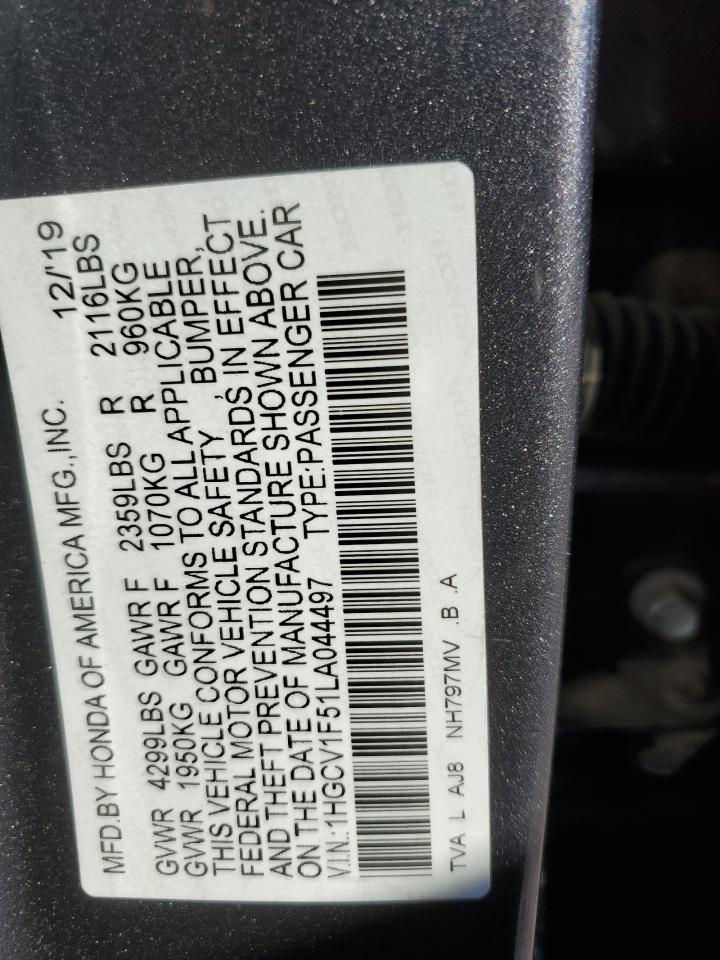 MFD.BY HONDA OF AMERICA MFG.,INC. 12/'19
GVWR 4299LBS GAWR F 2359LBS R 2116LBS
GVWR 1950KG GAWR F 1070KG R 960KG
THIS VEHICLE CONFORMS TO ALL APPLICABLE
FEDERAL MOTOR VEHICLE SAFETY , BUMPER,
AND THEFT PREVENTION STANDARDS IN EFFECT
ON THE DATE OF MANUFACTURE SHOWN ABOVE.
V.I.N.:1HGCV1F51LA044497 TYPE:PASSENGER CAR
TVA L AJ8 NH797MV .B .A